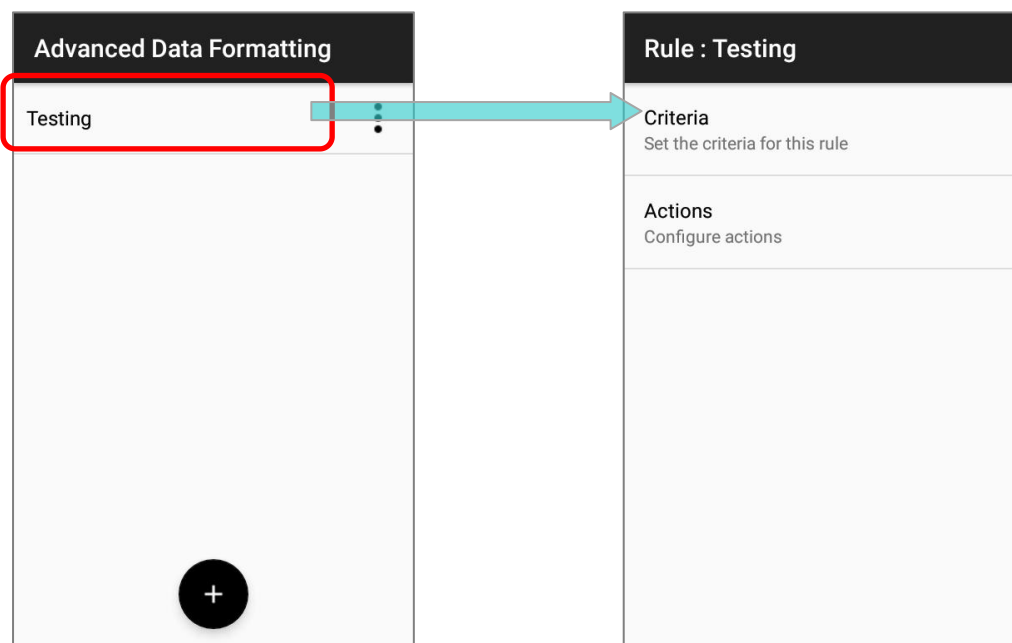 Advanced Data Formatting
Testing
+
Rule : Testing
Criteria
Set the criteria for this rule
Actions
Configure actions